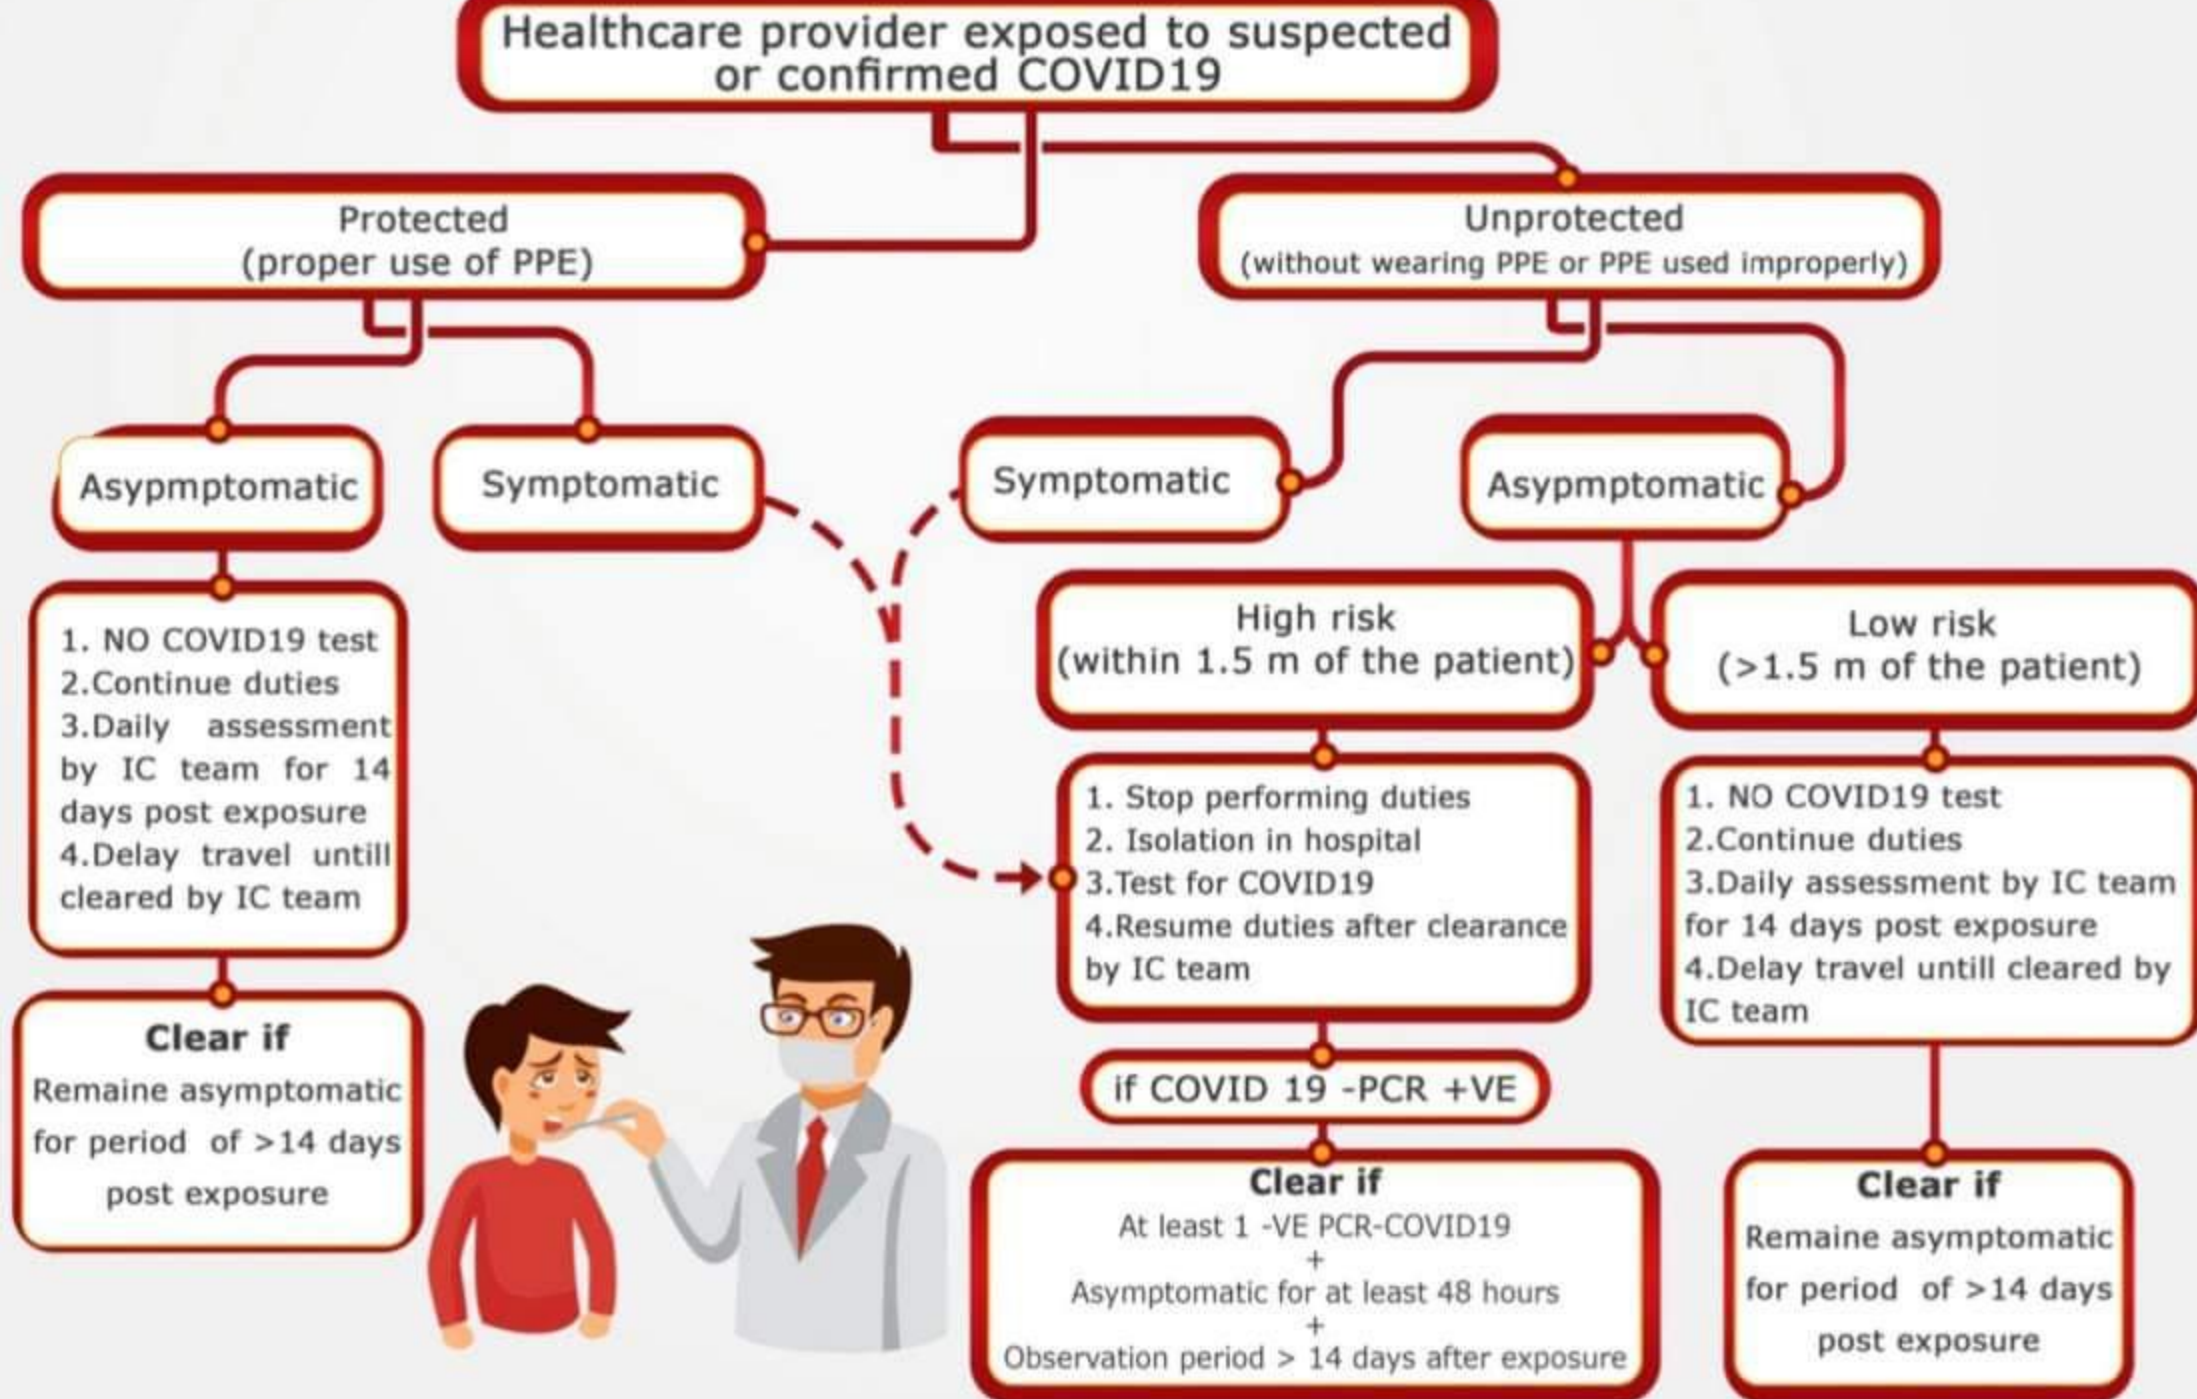 Healthcare provider exposed to suspected
or confirmed COVID19
Protected
(proper use of PPE)
Unprotected
(without wearing PPE or PPE used improperly)
Asypmptomatic
Symptomatic
Symptomatic
Asypmptomatic
1. NO COVID19 test
2.Continue duties
3.Daily assessment
by IC team for 14
days post exposure
4.Delay travel untill
cleared by IC team
Clear if
Remaine asymptomatic
for period of >14 days
post exposure
High risk
(within 1.5 m of the patient)
1. Stop performing duties
2. Isolation in hospital
3.Test for COVID19
4.Resume duties after clearance
by IC team
if COVID 19 -PCR +VE
Clear if
At least 1 -VE PCR-COVID19
+
Asymptomatic for at least 48 hours
+
Observation period > 14 days after exposure
Low risk
(>1.5 m of the patient)
1. NO COVID19 test
2.Continue duties
3.Daily assessment by IC team
for 14 days post exposure
4.Delay travel untill cleared by
IC team
Clear if
Remaine asymptomatic
for period of >14 days
post exposure